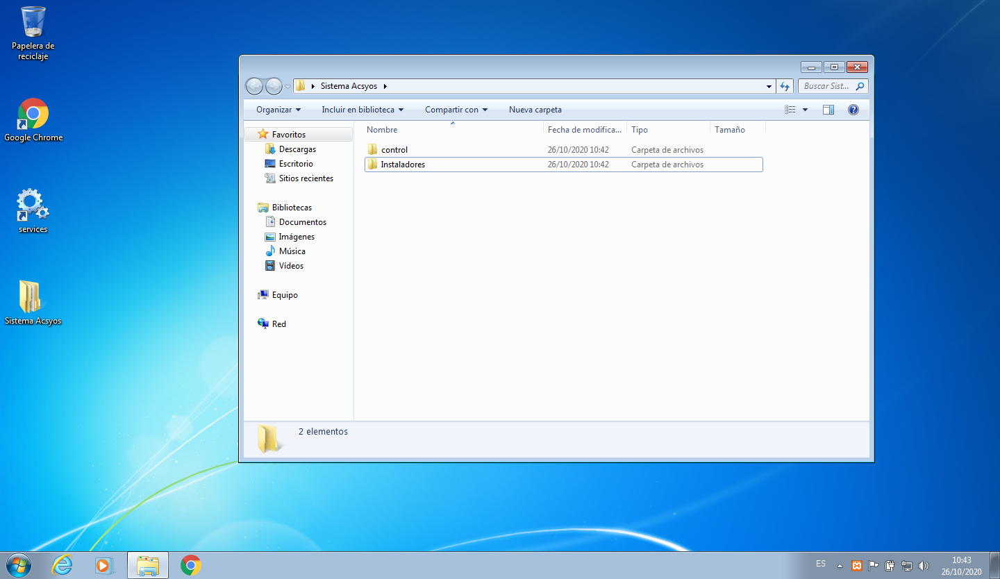 Papelera de
reciclaje
Google Chrome
services
Sistema Acsyos
Sistema Acsyos
Buscar Sist...
Organizar
Incluir en biblioteca
Compartir con
Nueva carpeta
Favoritos
Descargas
Escritorio
Sitios recientes
Bibliotecas
Documentos
Imágenes
Música
Vídeos
Equipo
Red
Nombre Fecha de modifica... Tipo Tamaño
control 26/10/2020 10:42 Carpeta de archivos
Instaladores 26/10/2020 10:42 Carpeta de archivos
2 elementos
ES
10:43
26/10/2020